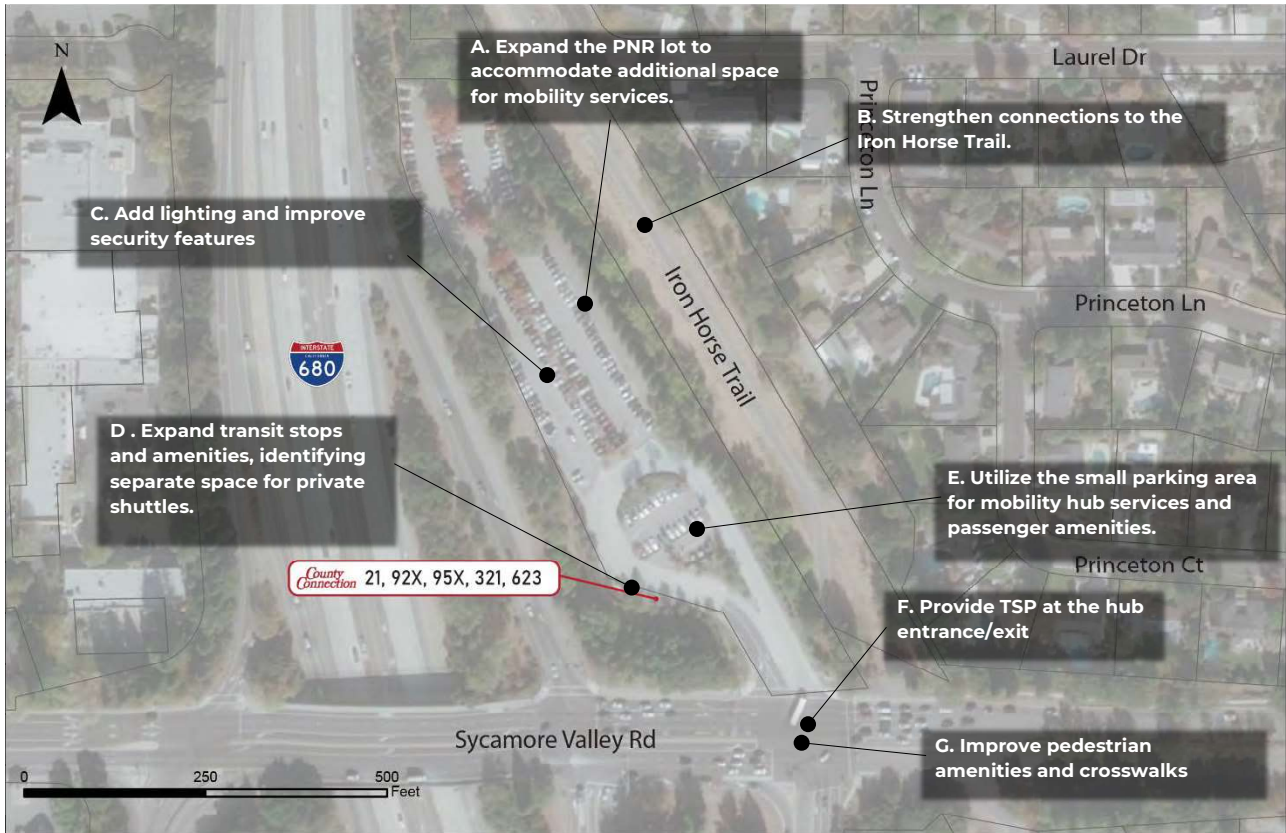 N
A. Expand the PNR lot to
accommodate additional space
for mobility services.
Laurel Dr
Princeton Ln
B. Strengthen connections to the
Iron Horse Trail.
C. Add lighting and improve
security features
Iron Horse Trail
Princeton Ln
INTERSTATE
CALIFORNIA
680
D . Expand transit stops
and amenities, identifying
separate space for private
shuttles.
E. Utilize the small parking area
for mobility hub services and
passenger amenities.
Princeton Ct
County
Connection 21, 92X, 95X, 321, 623
F. Provide TSP at the hub
entrance/exit
Sycamore Valley Rd
G. Improve pedestrian
amenities and crosswalks
0 250 500
Feet